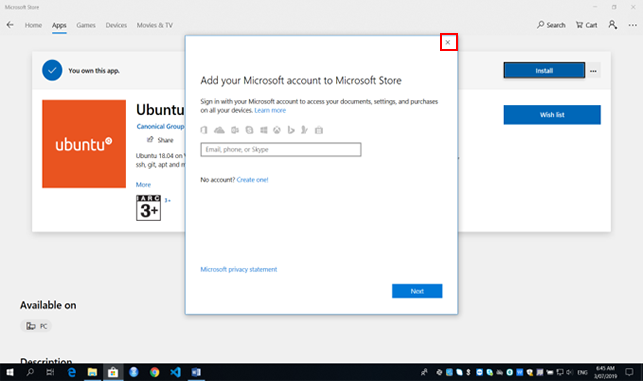 Microsoft Store
Home Apps Games Devices Movies & TV Search Cart
You own this app.
Install
Add your Microsoft account to Microsoft Store
Sign in with your Microsoft account to access your documents, settings, and purchases
on all your devices. Learn more
Email, phone, or Skype
No account? Create one!
Microsoft privacy statement
Next
ubuntu
Ubuntu
Canonical Group
Share
Ubuntu 18.04 on
ssh, git, apt and m
More
IARC
3+
3+
Wish list
Available on
PC
Description
ENG
6:45 AM
3/07/2019